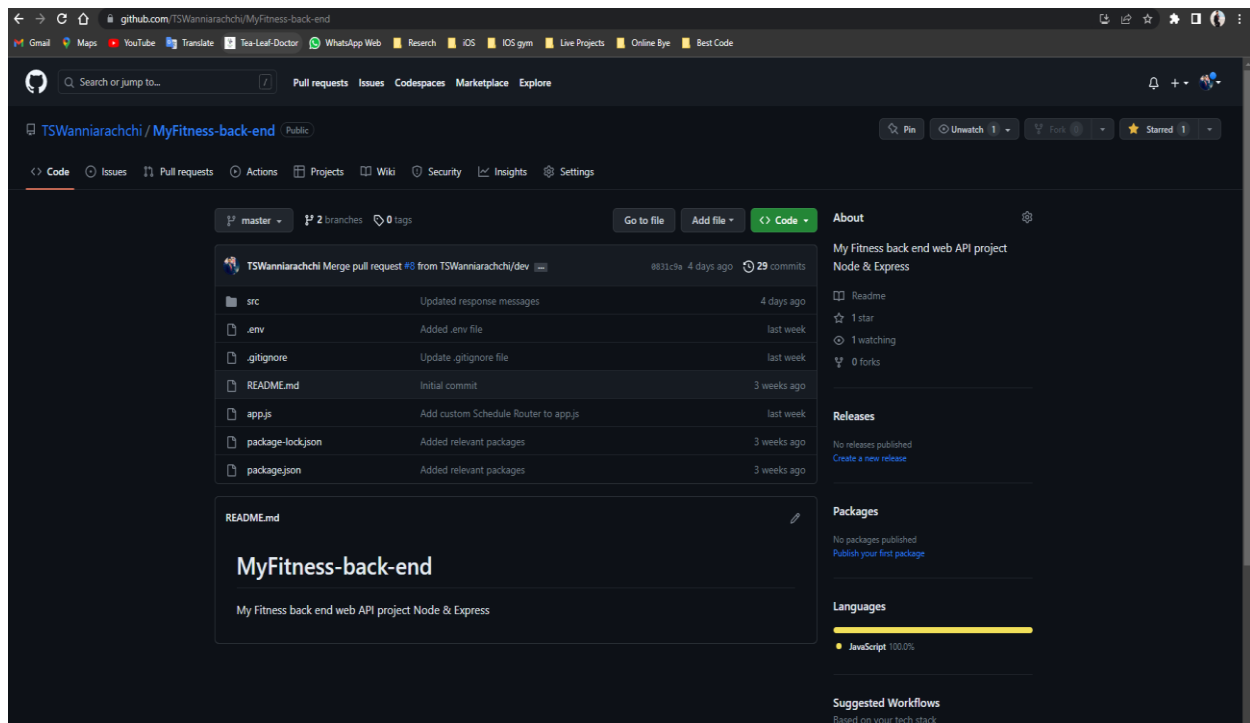 github.com/TSWanniarachchi/MyFitness-back-end
Gmail Maps YouTube Translate Tea-Leaf-Doctor WhatsApp Web Reserch iOS IOS gym Live Projects Online Bye Best Code
Search or jump to... / Pull requests Issues Codespaces Marketplace Explore
TSWanniarachchi / MyFitness-back-end Public Pin Unwatch 1 Fork 0 Starred 1
<> Code Issues Pull requests Actions Projects Wiki Security Insights Settings
master 2 branches 0 tags Go to file Add file <> Code
TSWanniarachchi Merge pull request #8 from TSWanniarachchi/dev ... 0831c9a 4 days ago 29 commits
src Updated response messages 4 days ago
.env Added .env file last week
.gitignore Update .gitignore file last week
README.md Initial commit 3 weeks ago
app.js Add custom Schedule Router to app.js last week
package-lock.json Added relevant packages 3 weeks ago
package.json Added relevant packages 3 weeks ago
README.md
MyFitness-back-end
My Fitness back end web API project Node & Express
About
My Fitness back end web API project
Node & Express
Readme
1 star
1 watching
0 forks
Releases
No releases published
Create a new release
Packages
No packages published
Publish your first package
Languages
JavaScript 100.0%
Suggested Workflows
Based on your tech stack